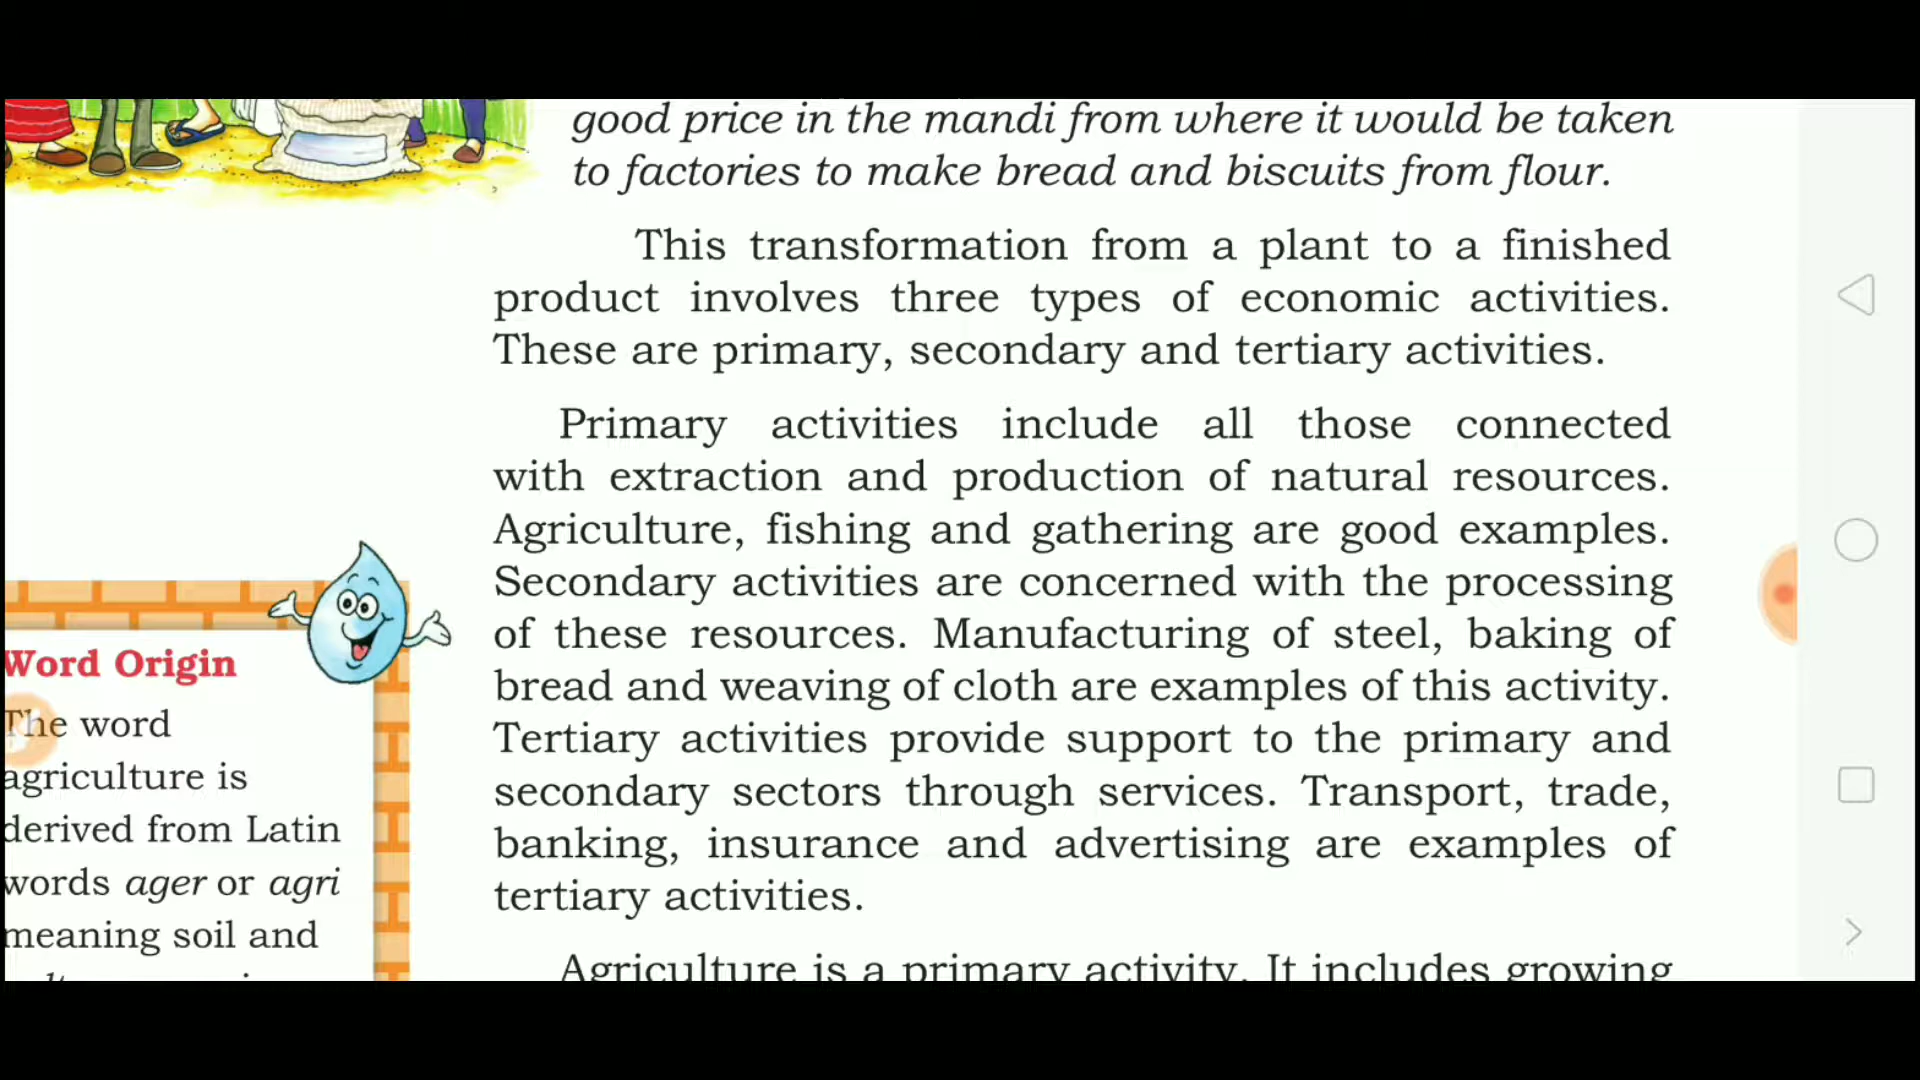 good price in the mandi from where it would be taken
to factories to make bread and biscuits from flour.
This transformation from a plant to a finished
product involves three types of economic activities.
These are primary, secondary and tertiary activities.
Primary activities include all those connected
with extraction and production of natural resources.
Agriculture, fishing and gathering are good examples.
Secondary activities are concerned with the processing
of these resources. Manufacturing of steel, baking of
bread and weaving of cloth are examples of this activity.
Tertiary activities provide support to the primary and
secondary sectors through services. Transport, trade,
banking, insurance and advertising are examples of
tertiary activities.
Agriculture is a primary activity. It includes growing
Word Origin
The word
agriculture is
derived from Latin
words ager or agri
meaning soil and